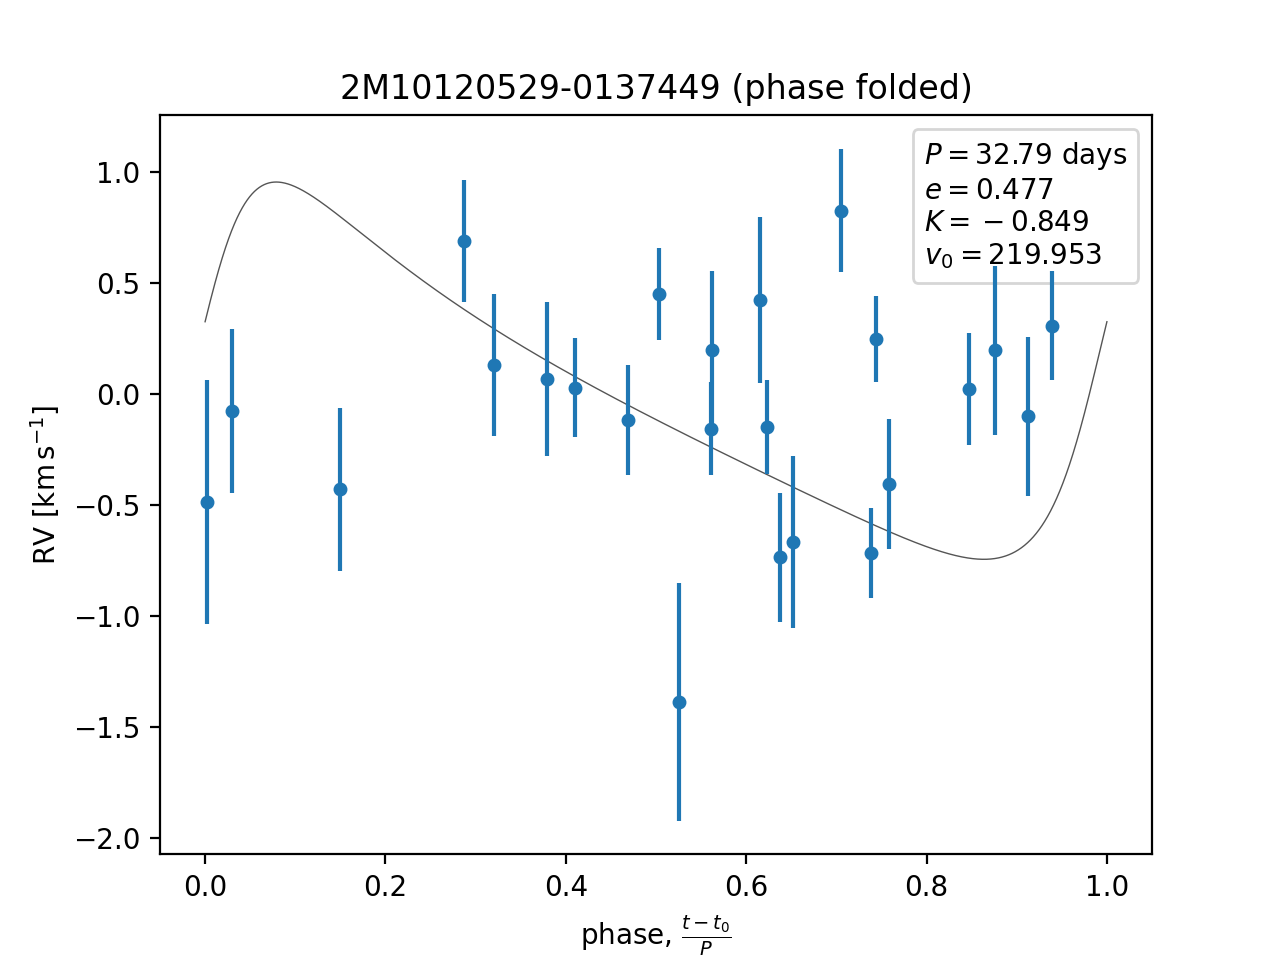 2M10120529-0137449 (phase folded)
P = 32.79 days
e = 0.477
K = − 0.849
v₀ = 219.953
1.0
0.5
0.0
−0.5
−1.0
−1.5
−2.0
RV [km s⁻¹]
0.0 0.2 0.4 0.6 0.8 1.0
phase, (t − t₀)/P